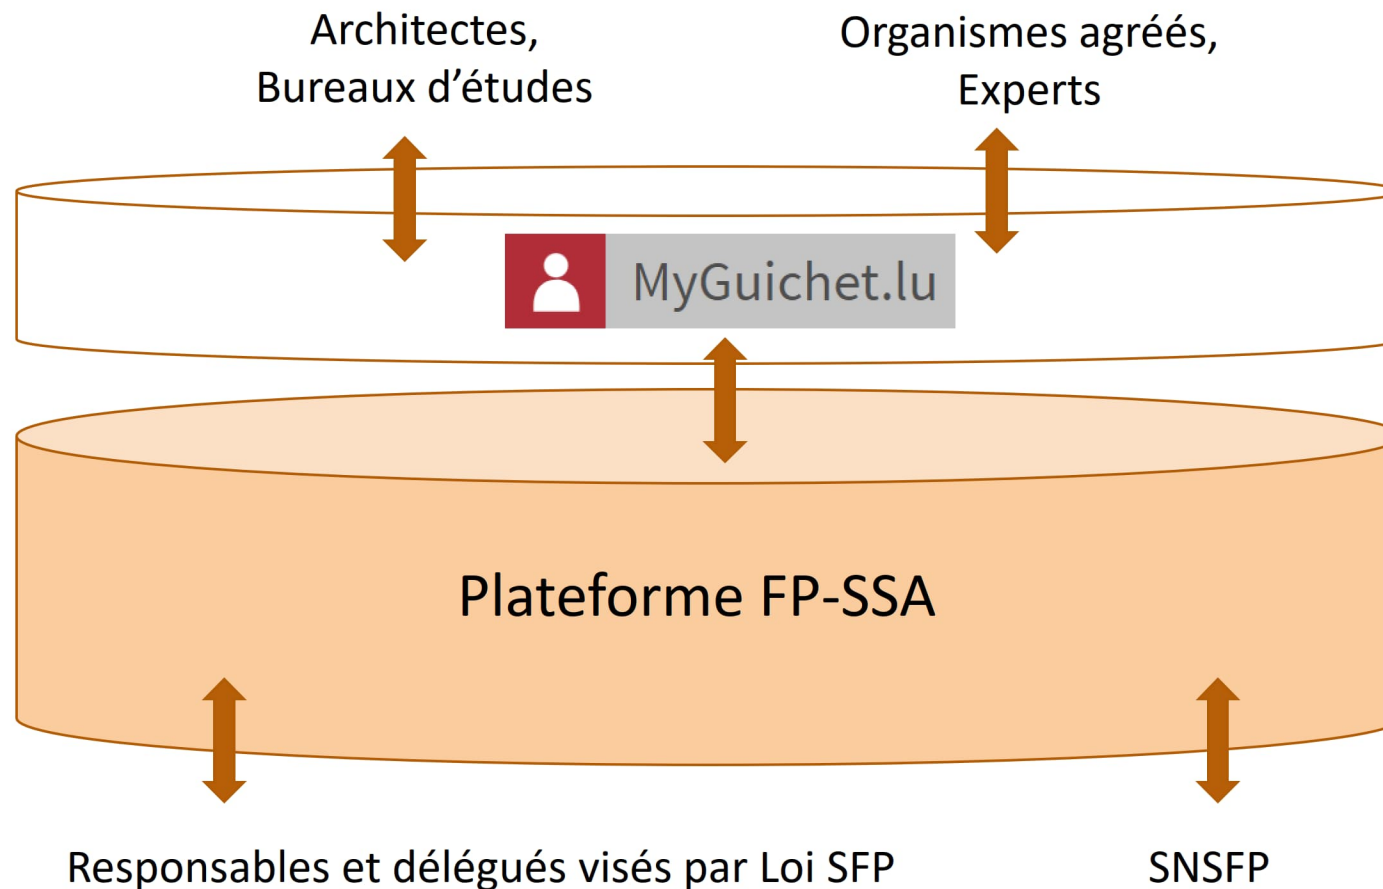 Architectes,
Bureaux d’études
Organismes agréés,
Experts
MyGuichet.lu
Plateforme FP-SSA
Responsables et délégués visés par Loi SFP
SNSFP